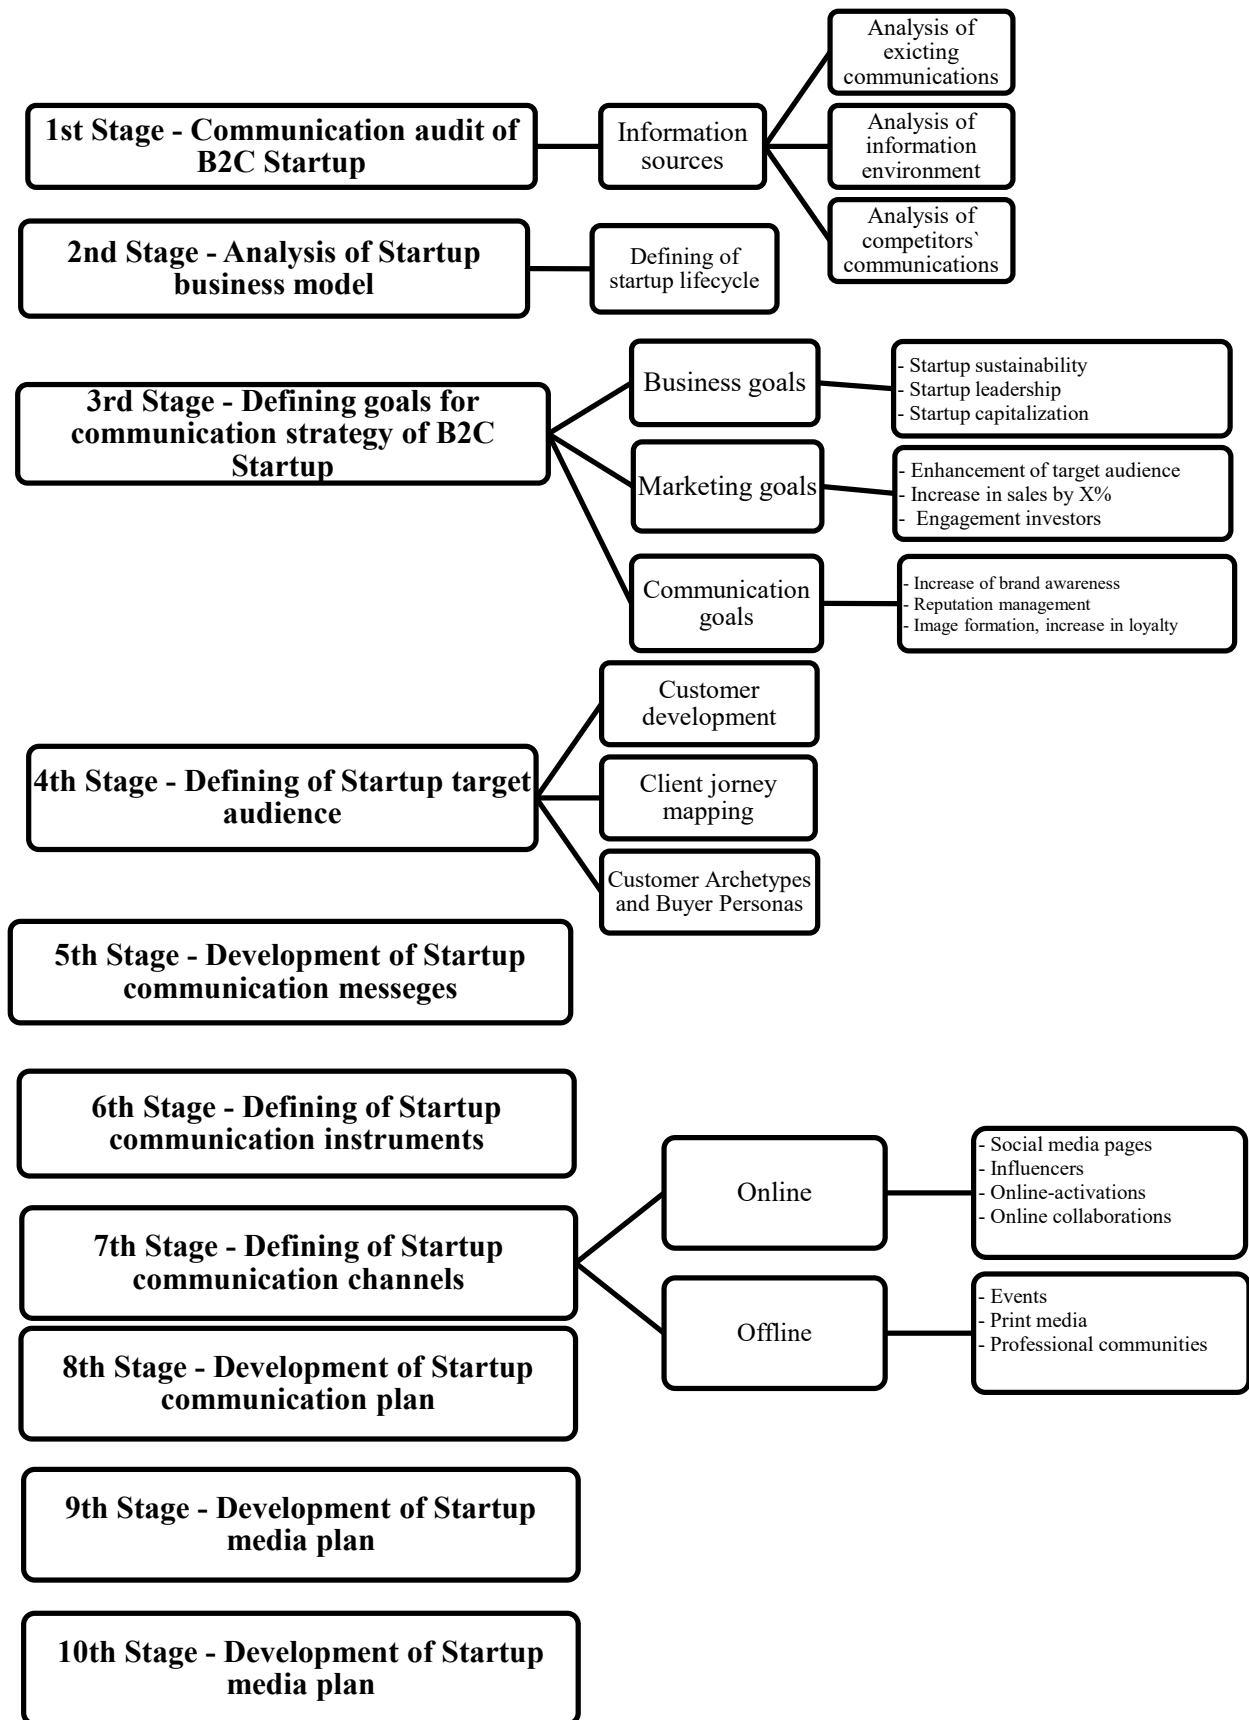 1st Stage - Communication audit of
B2C Startup
Information
sources
Analysis of
exicting
communications
Analysis of
information
environment
Analysis of
competitors`
communications
2nd Stage - Analysis of Startup
business model
Defining of
startup lifecycle
3rd Stage - Defining goals for
communication strategy of B2C
Startup
Business goals
- Startup sustainability
- Startup leadership
- Startup capitalization
Marketing goals
- Enhancement of target audience
- Increase in sales by X%
- Engagement investors
Communication
goals
- Increase of brand awareness
- Reputation management
- Image formation, increase in loyalty
4th Stage - Defining of Startup target
audience
Customer
development
Client jorney
mapping
Customer Archetypes
and Buyer Personas
5th Stage - Development of Startup
communication messeges
6th Stage - Defining of Startup
communication instruments
7th Stage - Defining of Startup
communication channels
Online
- Social media pages
- Influencers
- Online-activations
- Online collaborations
Offline
- Events
- Print media
- Professional communities
8th Stage - Development of Startup
communication plan
9th Stage - Development of Startup
media plan
10th Stage - Development of Startup
media plan